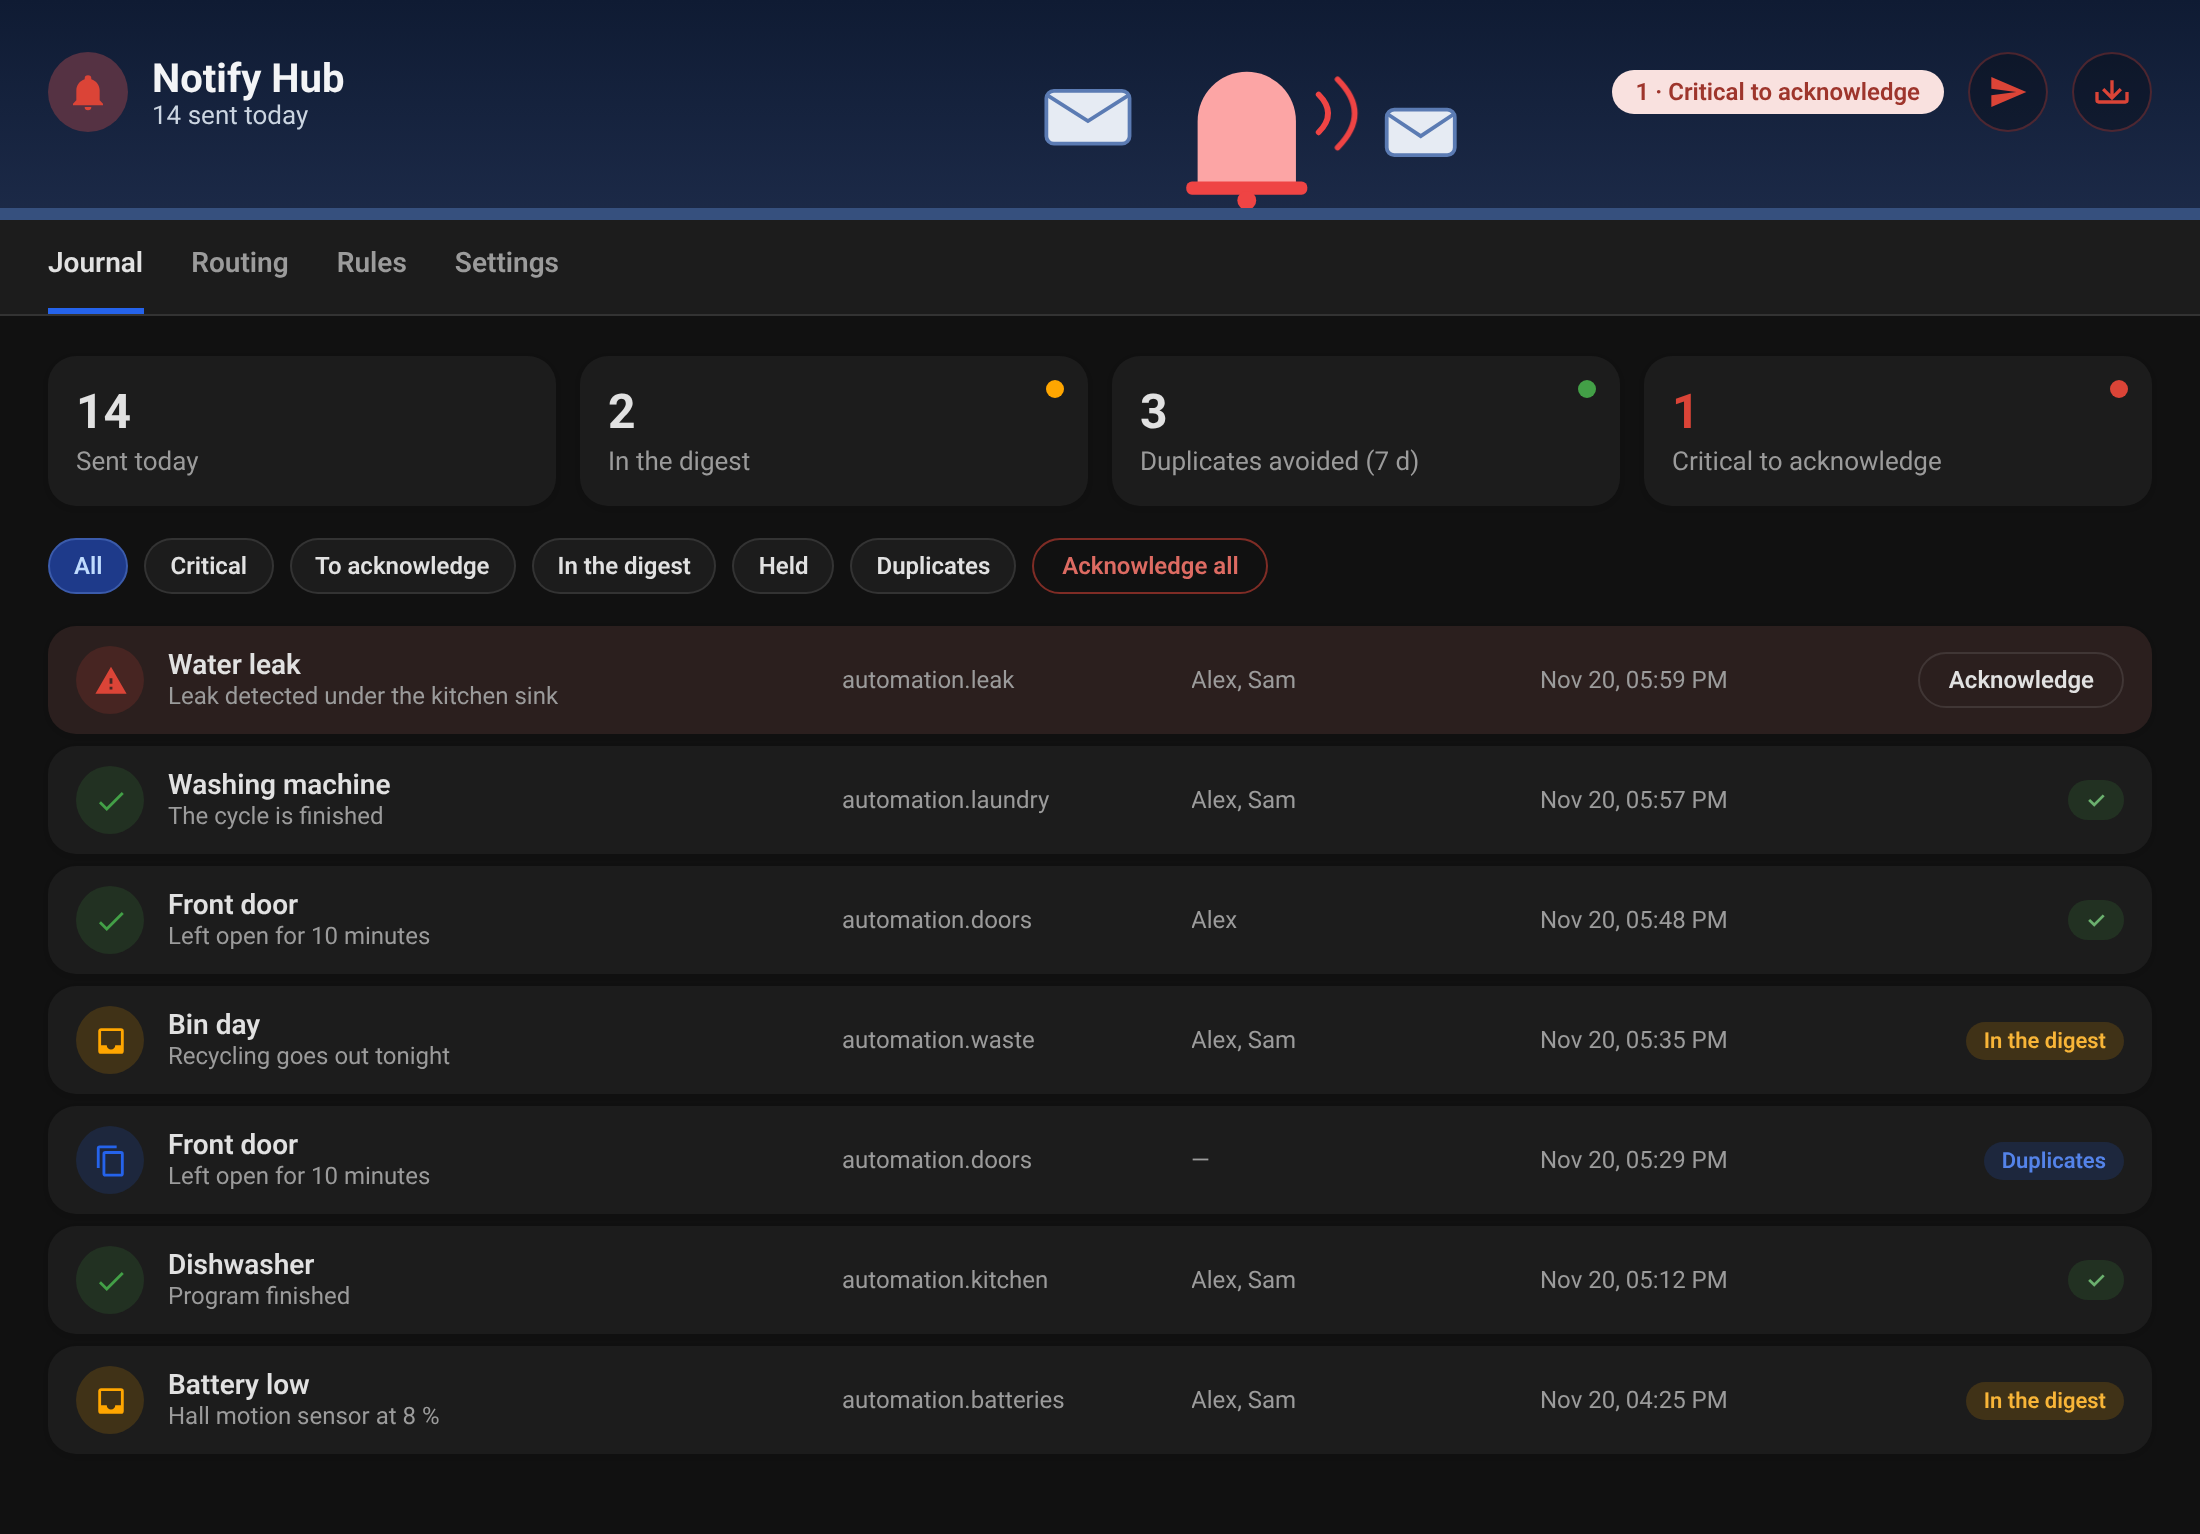 Notify Hub
14 sent today
1 · Critical to acknowledge
Journal Routing Rules Settings
14
Sent today
2
In the digest
3
Duplicates avoided (7 d)
1
Critical to acknowledge
All Critical To acknowledge In the digest Held Duplicates Acknowledge all
Water leak
Leak detected under the kitchen sink
automation.leak
Alex, Sam
Nov 20, 05:59 PM
Acknowledge
Washing machine
The cycle is finished
automation.laundry
Alex, Sam
Nov 20, 05:57 PM
Front door
Left open for 10 minutes
automation.doors
Alex
Nov 20, 05:48 PM
Bin day
Recycling goes out tonight
automation.waste
Alex, Sam
Nov 20, 05:35 PM
In the digest
Front door
Left open for 10 minutes
automation.doors
—
Nov 20, 05:29 PM
Duplicates
Dishwasher
Program finished
automation.kitchen
Alex, Sam
Nov 20, 05:12 PM
Battery low
Hall motion sensor at 8 %
automation.batteries
Alex, Sam
Nov 20, 04:25 PM
In the digest